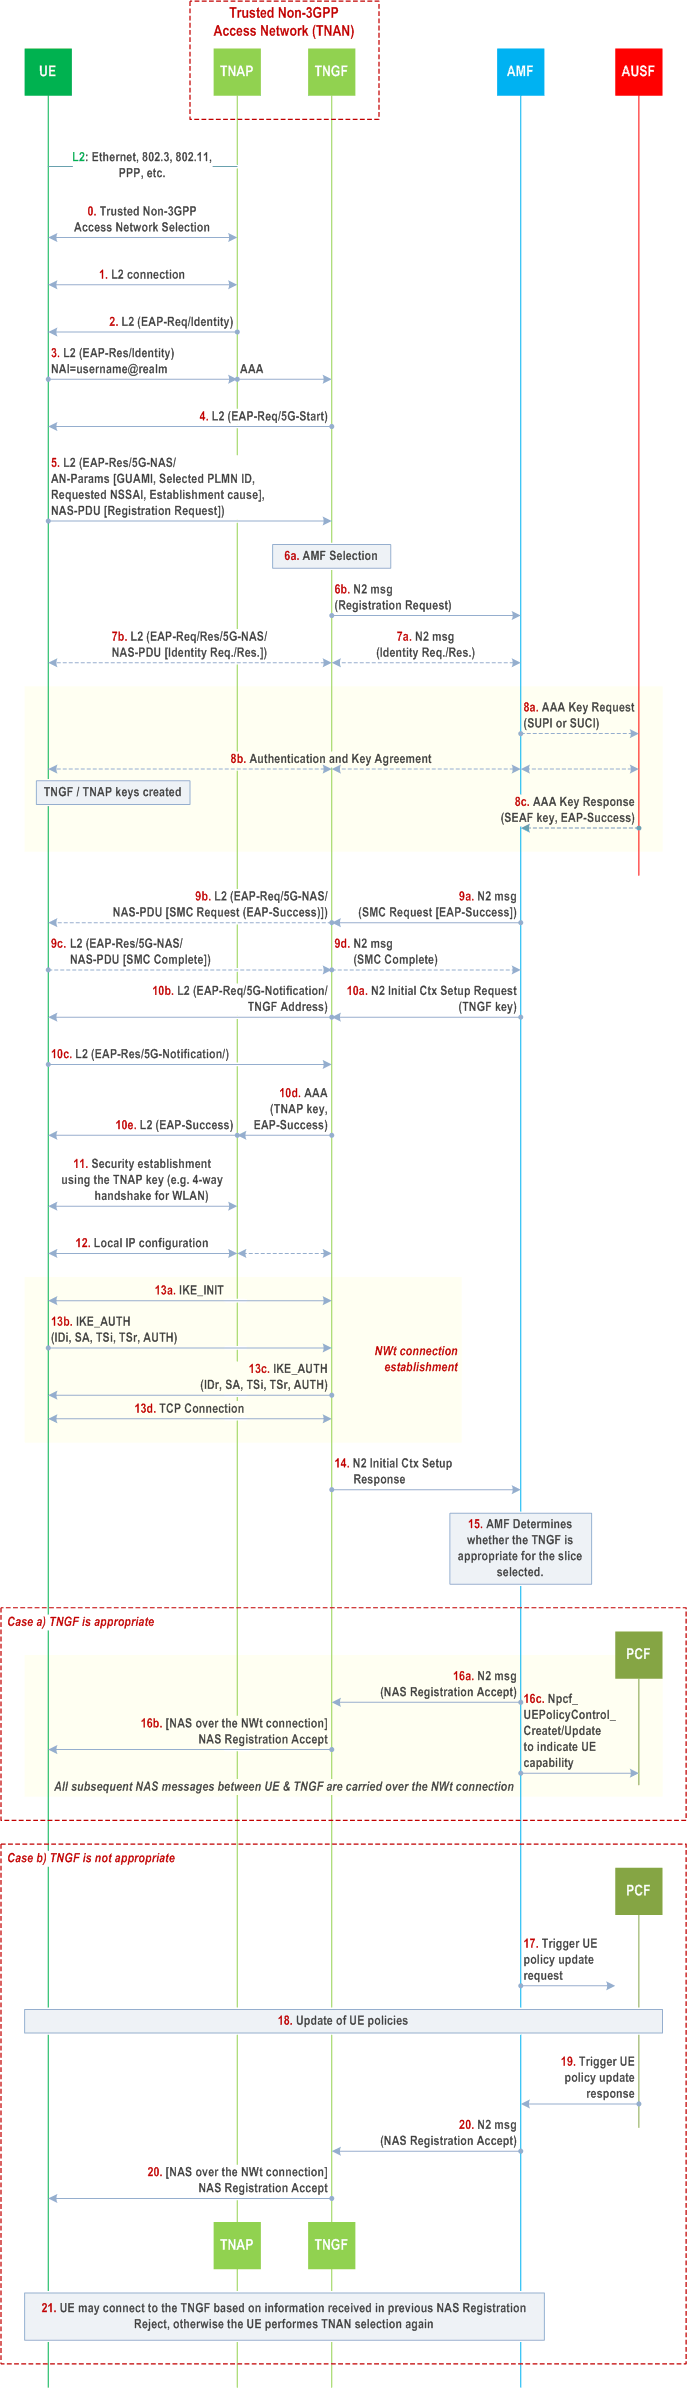 Trusted Non-3GPP
Access Network (TNAN)
UE
TNAP
TNGF
AMF
AUSF
L2: Ethernet, 802.3, 802.11,
PPP, etc.
0. Trusted Non-3GPP
Access Network Selection
1. L2 connection
2. L2 (EAP-Req/Identity)
3. L2 (EAP-Res/Identity)
NAI=username@realm
AAA
4. L2 (EAP-Req/5G-Start)
5. L2 (EAP-Res/5G-NAS/
AN-Params [GUAMI, Selected PLMN ID,
Requested NSSAI, Establishment cause],
NAS-PDU [Registration Request])
6a. AMF Selection
6b. N2 msg
(Registration Request)
7b. L2 (EAP-Req/Res/5G-NAS/
NAS-PDU [Identity Req./Res.])
7a. N2 msg
(Identity Req./Res.)
8a. AAA Key Request
(SUPI or SUCI)
8b. Authentication and Key Agreement
TNGF / TNAP keys created
8c. AAA Key Response
(SEAF key, EAP-Success)
9b. L2 (EAP-Req/5G-NAS/
NAS-PDU [SMC Request (EAP-Success)])
9a. N2 msg
(SMC Request [EAP-Success])
9c. L2 (EAP-Res/5G-NAS/
NAS-PDU [SMC Complete])
9d. N2 msg
(SMC Complete)
10b. L2 (EAP-Req/5G-Notification/
TNGF Address)
10a. N2 Initial Ctx Setup Request
(TNGF key)
10c. L2 (EAP-Res/5G-Notification/)
10d. AAA
(TNAP key,
EAP-Success)
10e. L2 (EAP-Success)
11. Security establishment
using the TNAP key (e.g. 4-way
handshake for WLAN)
12. Local IP configuration
13a. IKE_INIT
13b. IKE_AUTH
(IDi, SA, TSi, TSr, AUTH)
NWt connection
establishment
13c. IKE_AUTH
(IDr, SA, TSi, TSr, AUTH)
13d. TCP Connection
14. N2 Initial Ctx Setup
Response
15. AMF Determines
whether the TNGF is
appropriate for the slice
selected.
Case a) TNGF is appropriate
PCF
16a. N2 msg
(NAS Registration Accept)
16c. Npcf_
UEPolicyControl_
Createt/Update
to indicate UE
capability
16b. [NAS over the NWt connection]
NAS Registration Accept
All subsequent NAS messages between UE & TNGF are carried over the NWt connection
Case b) TNGF is not appropriate
PCF
17. Trigger UE
policy update
request
18. Update of UE policies
19. Trigger UE
policy update
response
20. N2 msg
(NAS Registration Accept)
20. [NAS over the NWt connection]
NAS Registration Accept
TNAP
TNGF
21. UE may connect to the TNGF based on information received in previous NAS Registration
Reject, otherwise the UE performes TNAN selection again